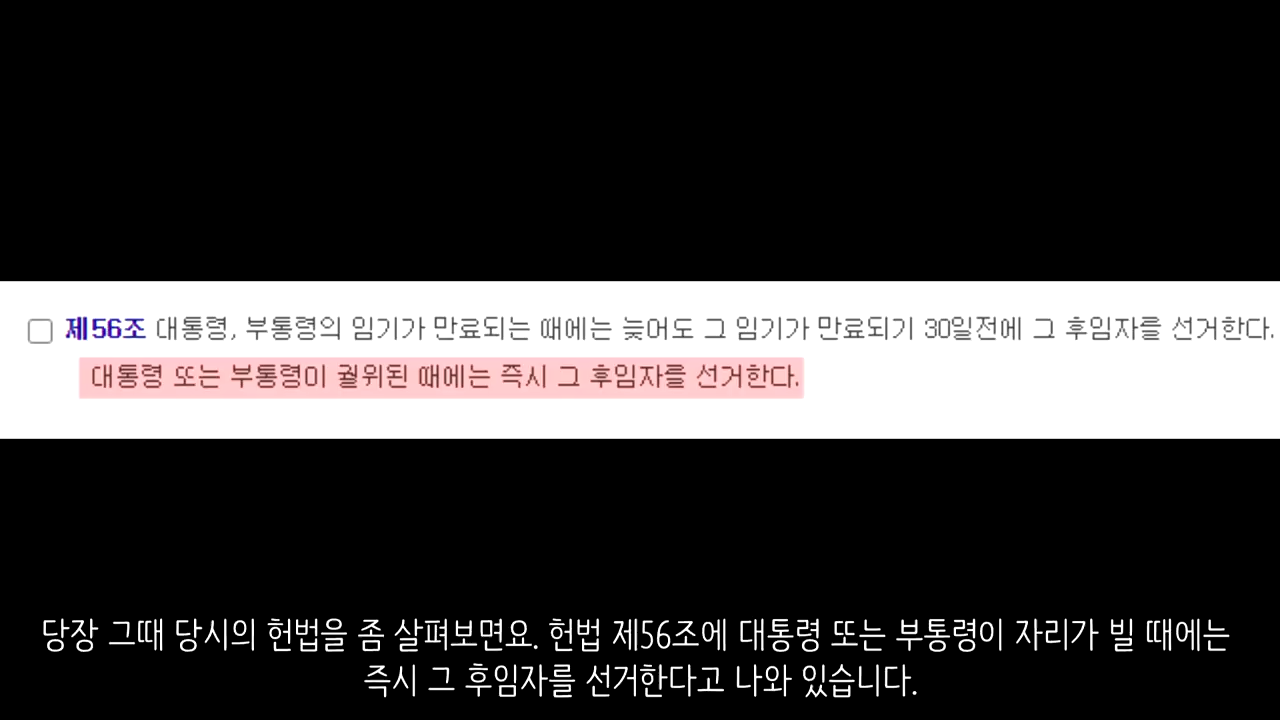 제56조 대통령, 부통령의 임기가 만료되는 때에는 늦어도 그 임기가 만료되기 30일전에 그 후임자를 선거한다.
대통령 또는 부통령이 궐위된 때에는 즉시 그 후임자를 선거한다.
당장 그때 당시의 헌법을 좀 살펴보면요. 헌법 제56조에 대통령 또는 부통령이 자리가 빌 때에는
즉시 그 후임자를 선거한다고 나와 있습니다.